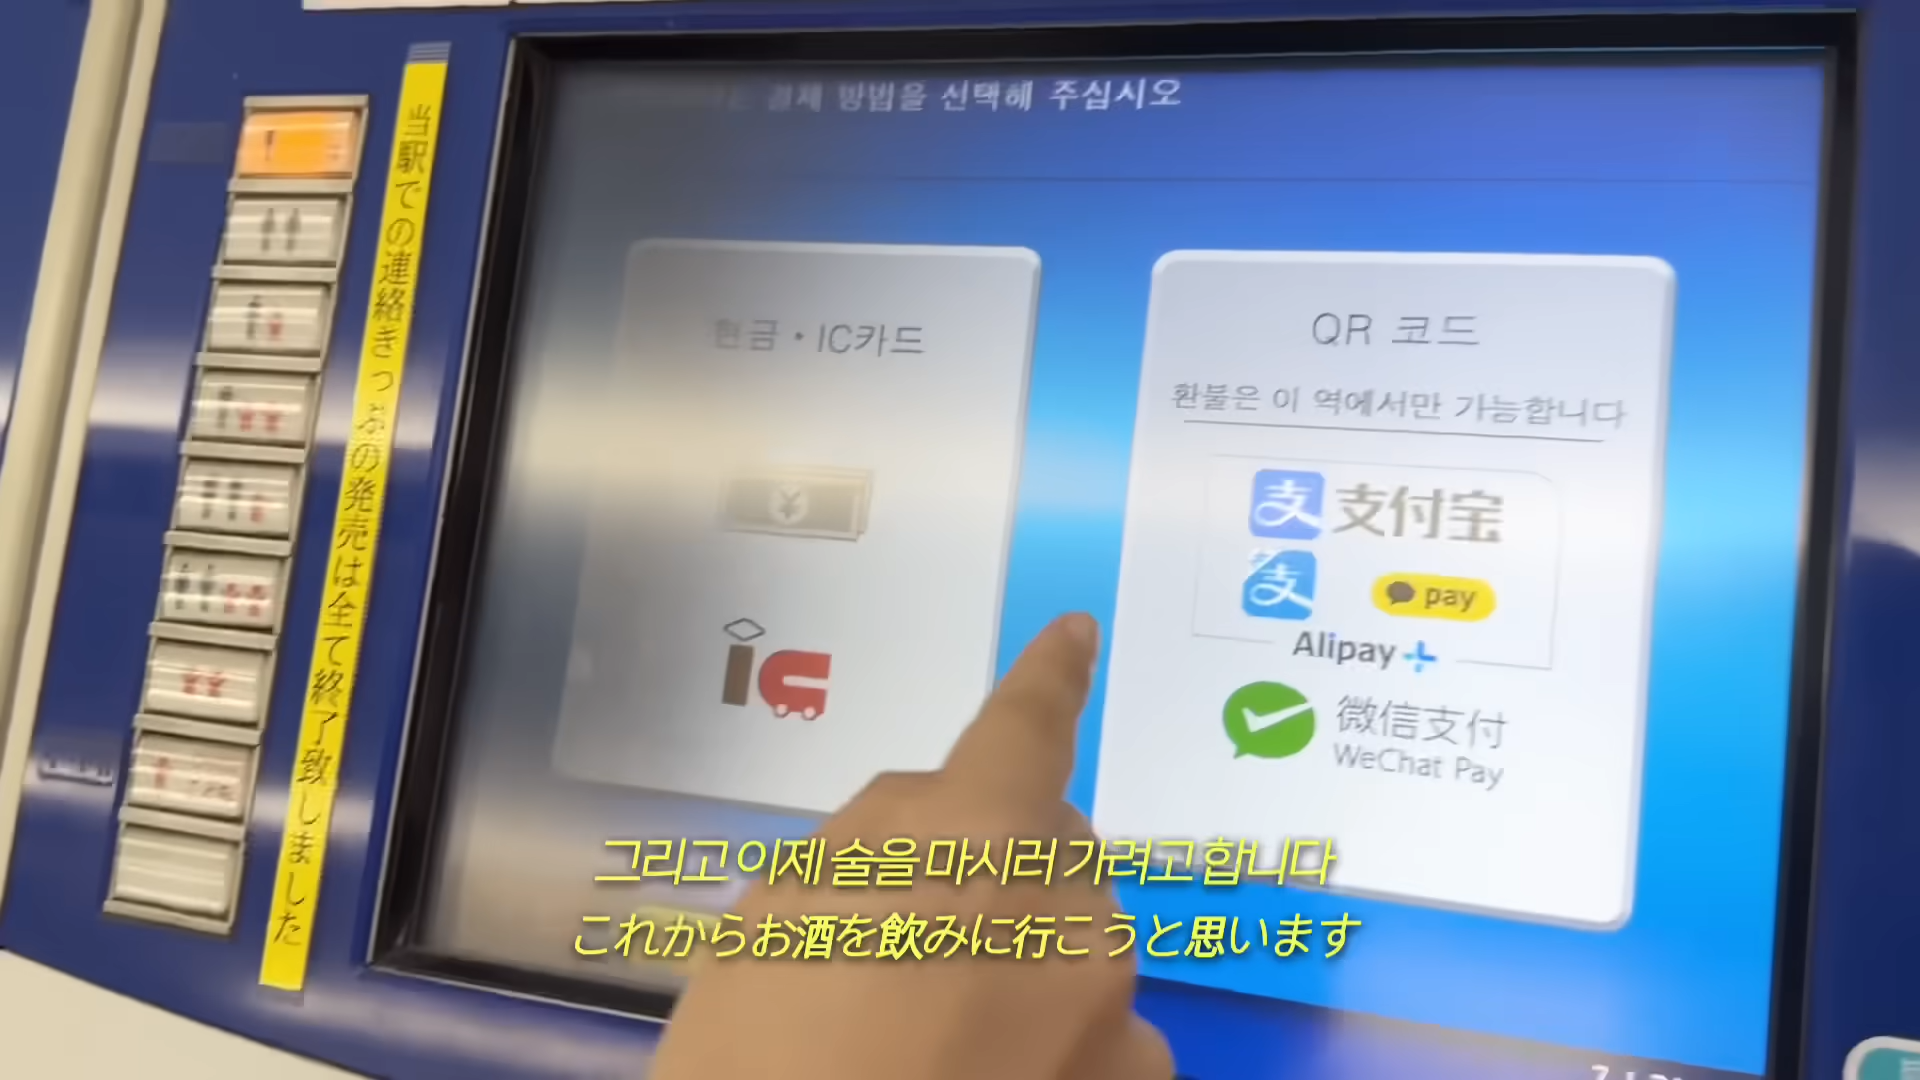 결제 방법을 선택해 주십시오
当駅での連絡きっぷの発売は全て終了致しました
현금・IC카드
¥
ic
QR 코드
환불은 이 역에서만 가능합니다
支 支付宝
支
pay
Alipay+
微信支付
WeChat Pay
그리고 이제 술을 마시러 가려고 합니다
これからお酒を飲みに行こうと思います